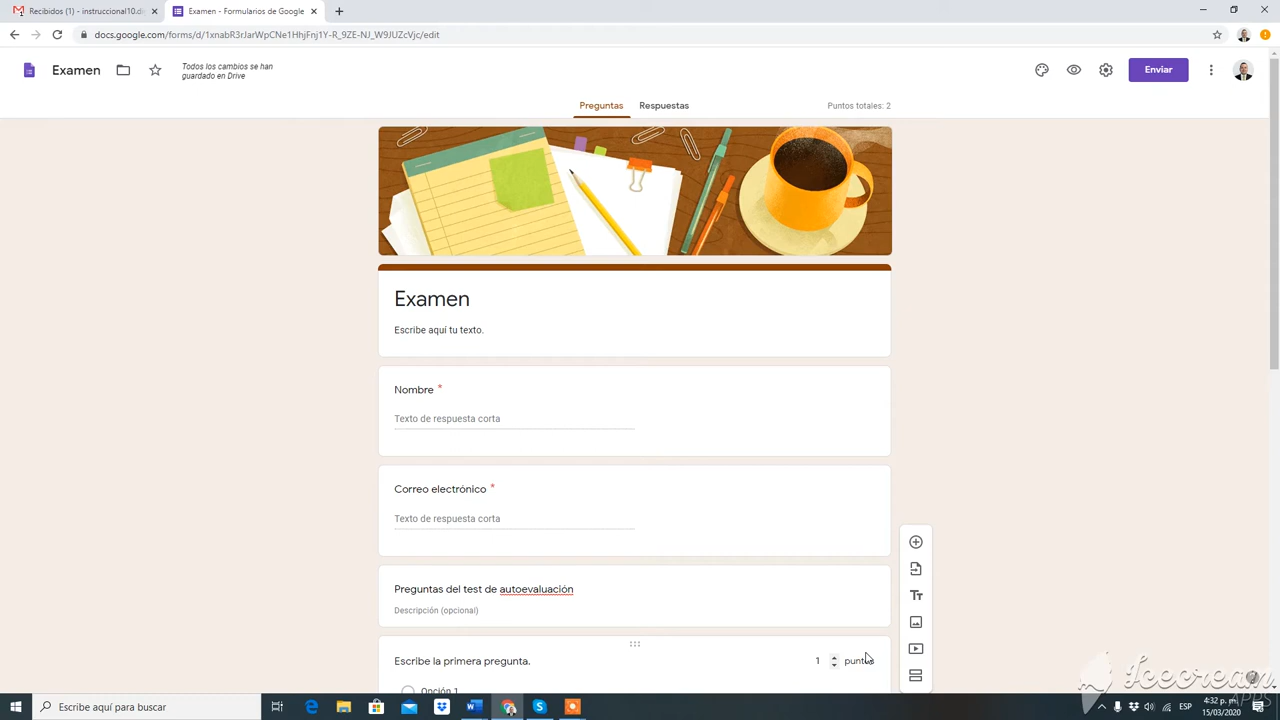 Recibidos (1) - instruccional10.di
Examen - Formularios de Google
docs.google.com/forms/d/1xnabR3rJarWpCNe1HhjFnj1Y-R_9ZE-NJ_W9JUZcVjc/edit
Examen
Todos los cambios se han
guardado en Drive
Enviar
Preguntas
Respuestas
Puntos totales: 2
Examen
Escribe aquí tu texto.
Nombre *
Texto de respuesta corta
Correo electrónico *
Texto de respuesta corta
Preguntas del test de autoevaluación
Descripción (opcional)
Escribe la primera pregunta.
1 puntos
Opción 1
Icecream
APPS
Escribe aquí para buscar
ESP
4:32 p. m.
15/03/2020